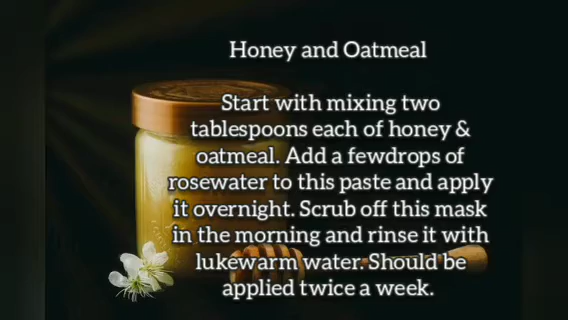 Honey and Oatmeal
Start with mixing two
tablespoons each of honey &
oatmeal. Add a fewdrops of
rosewater to this paste and apply
it overnight. Scrub off this mask
in the morning and rinse it with
lukewarm water. Should be
applied twice a week.